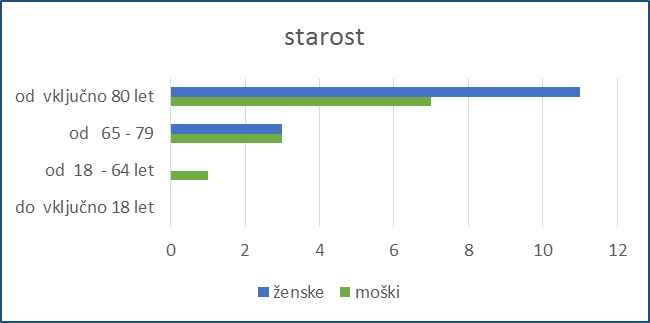 starost
od vključno 80 let
od 65 - 79
od 18 - 64 let
do vključno 18 let
0 2 4 6 8 10 12
ženske moški